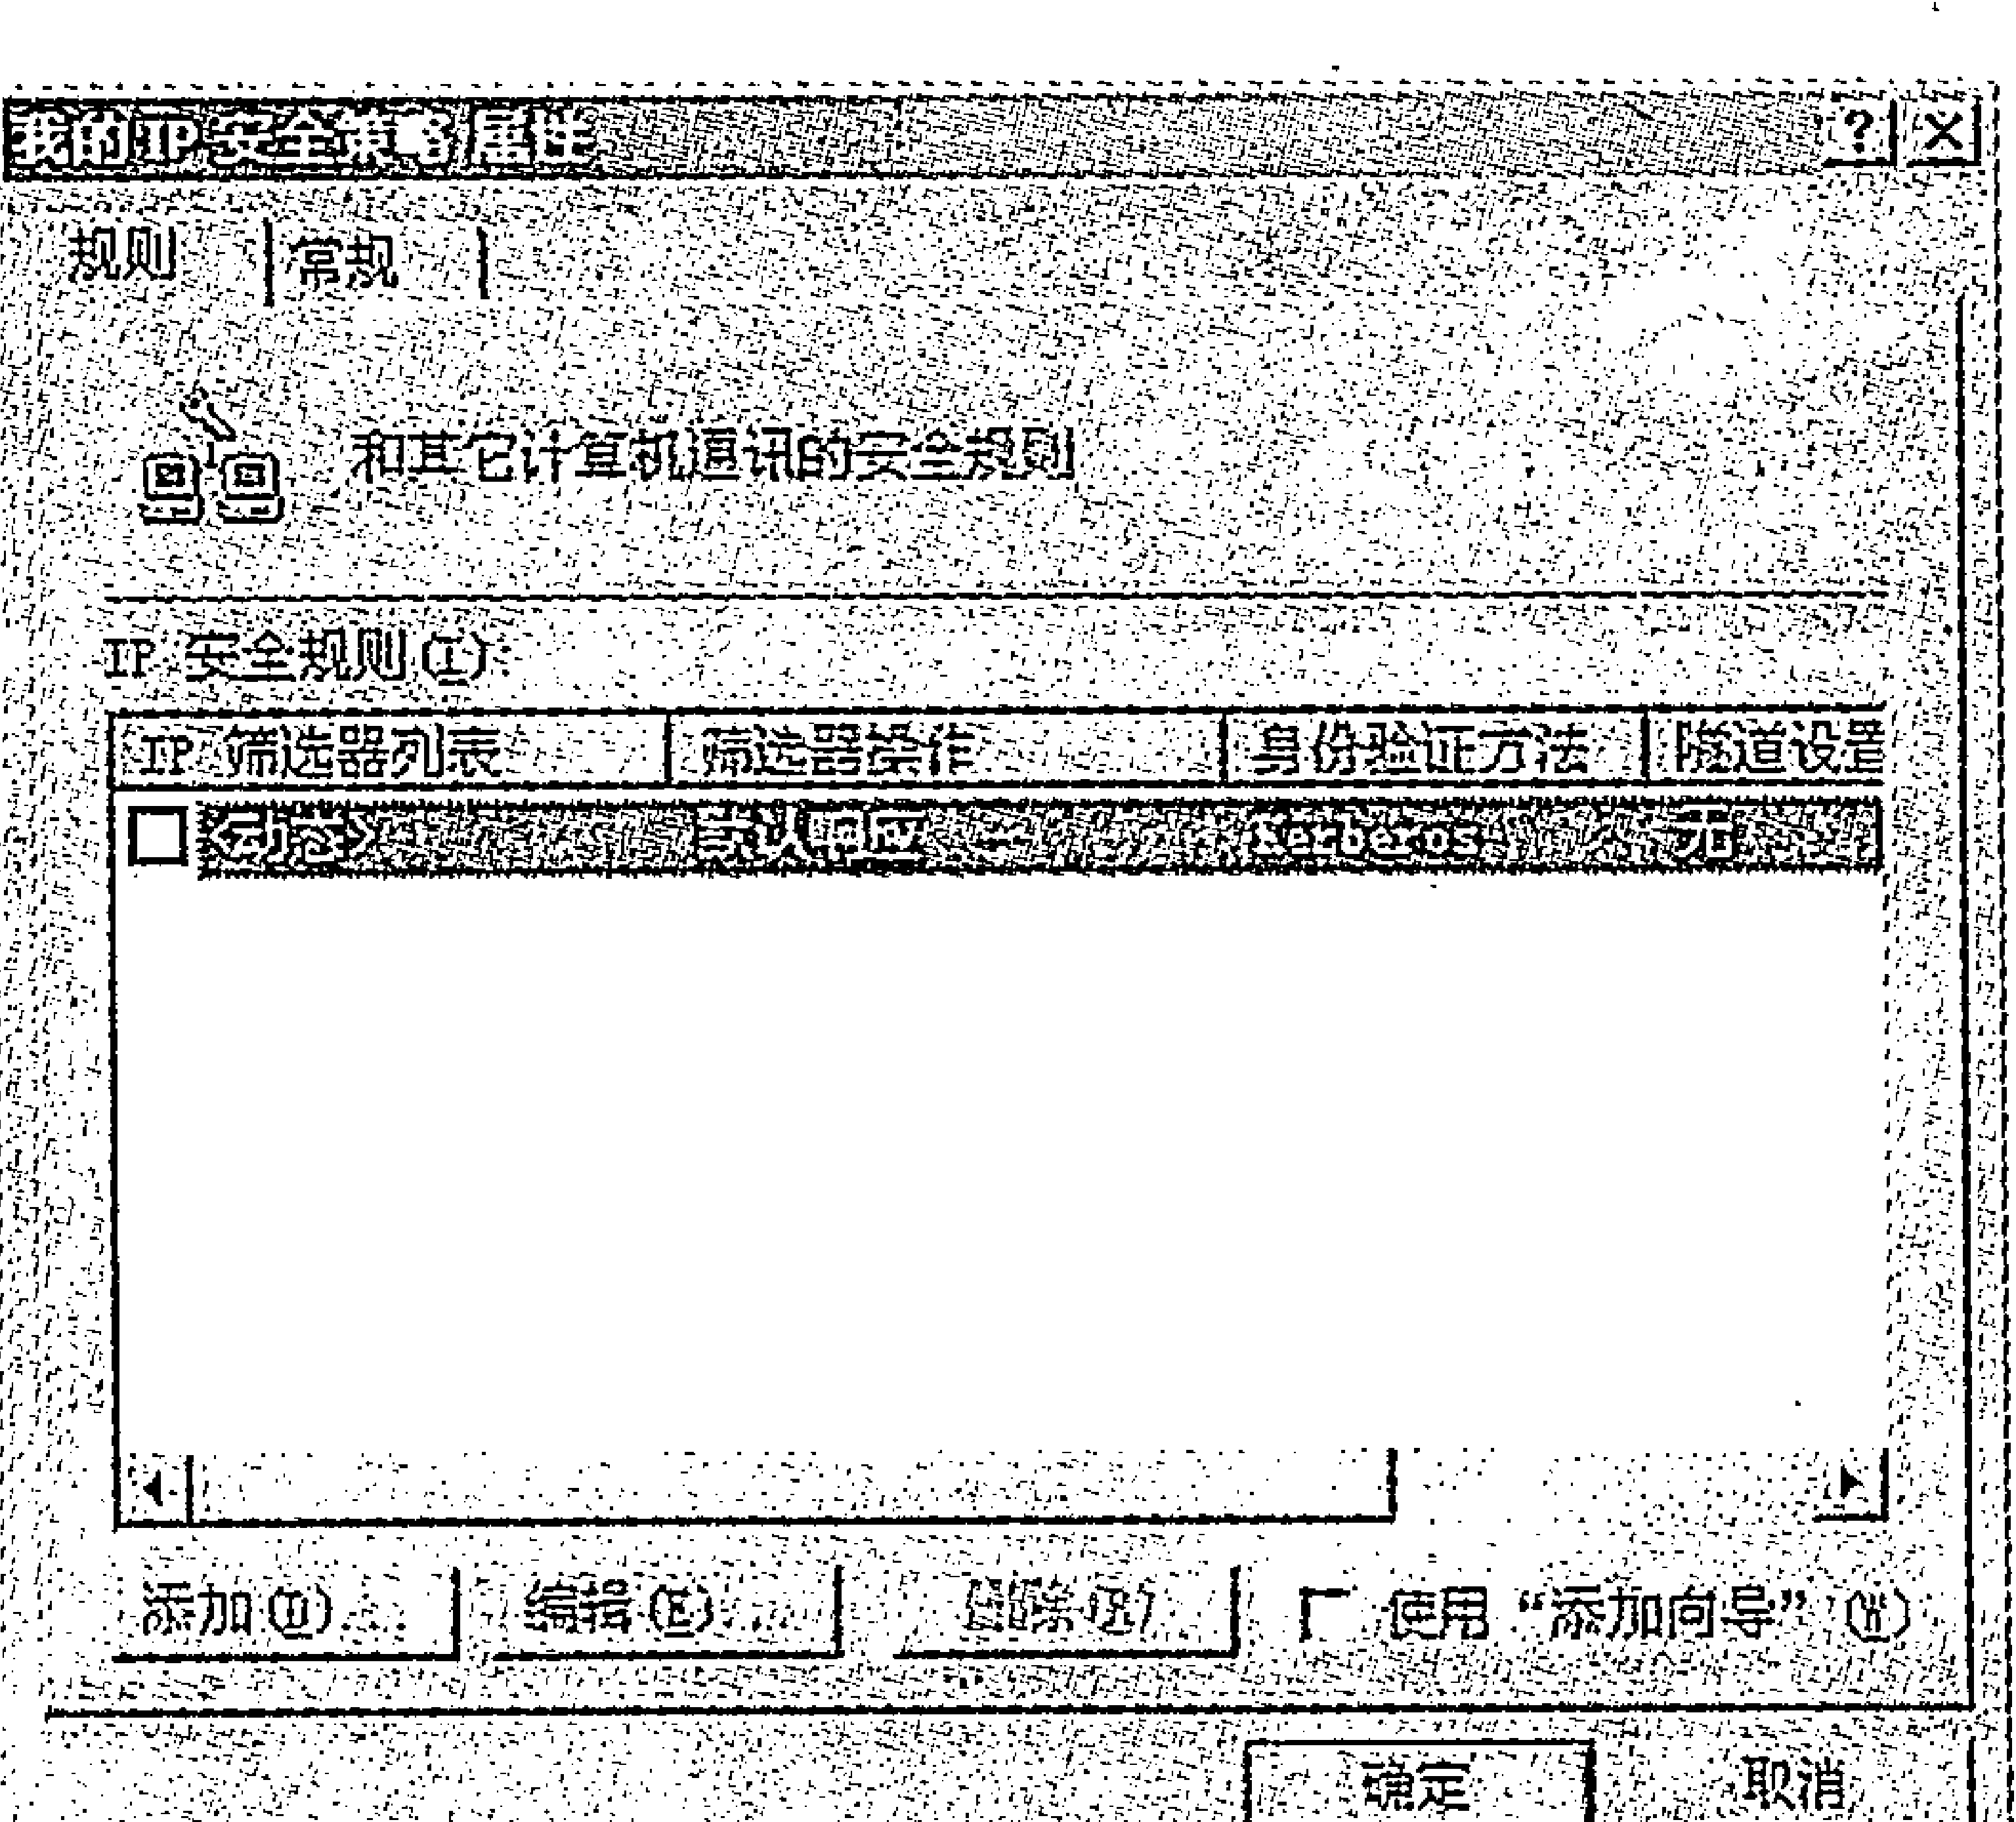 我的 IP 安全策略 属性
规则 常规
和其它计算机通讯的安全规则
IP 安全规则(I):
IP 筛选器列表 筛选器操作 身份验证方法 隧道设置
<动态> 默认响应 Kerberos 无
添加(D)... 编辑(E)... 删除(R) 使用“添加向导”(W)
确定 取消